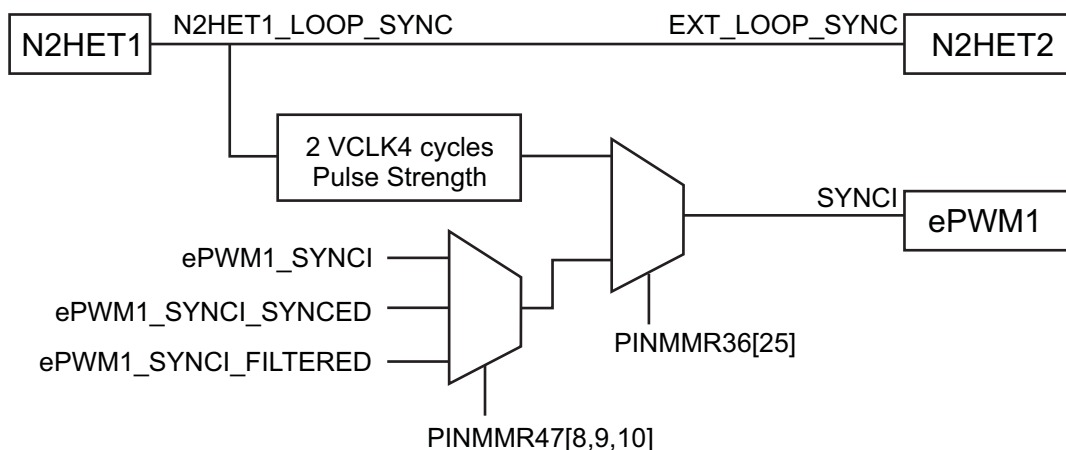 N2HET1
N2HET1_LOOP_SYNC
EXT_LOOP_SYNC
N2HET2
2 VCLK4 cycles
Pulse Strength
SYNCI
ePWM1
ePWM1_SYNCI
ePWM1_SYNCI_SYNCED
ePWM1_SYNCI_FILTERED
PINMMR36[25]
PINMMR47[8,9,10]